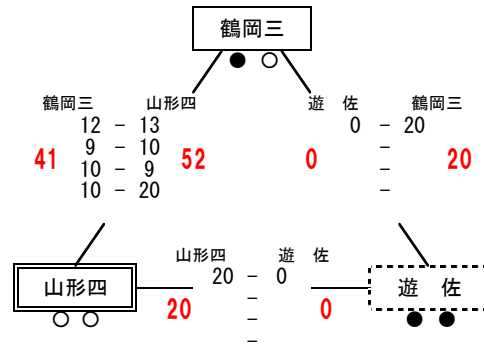 鶴岡三
● ○
鶴岡三 山形四
12 － 13
9 － 10
10 － 9
10 － 20
41 52
遊 佐 鶴岡三
0 － 20
－
－
0 20
山形四 遊 佐
20 － 0
－
－
－
20 0
山形四
○ ○
遊 佐
● ●